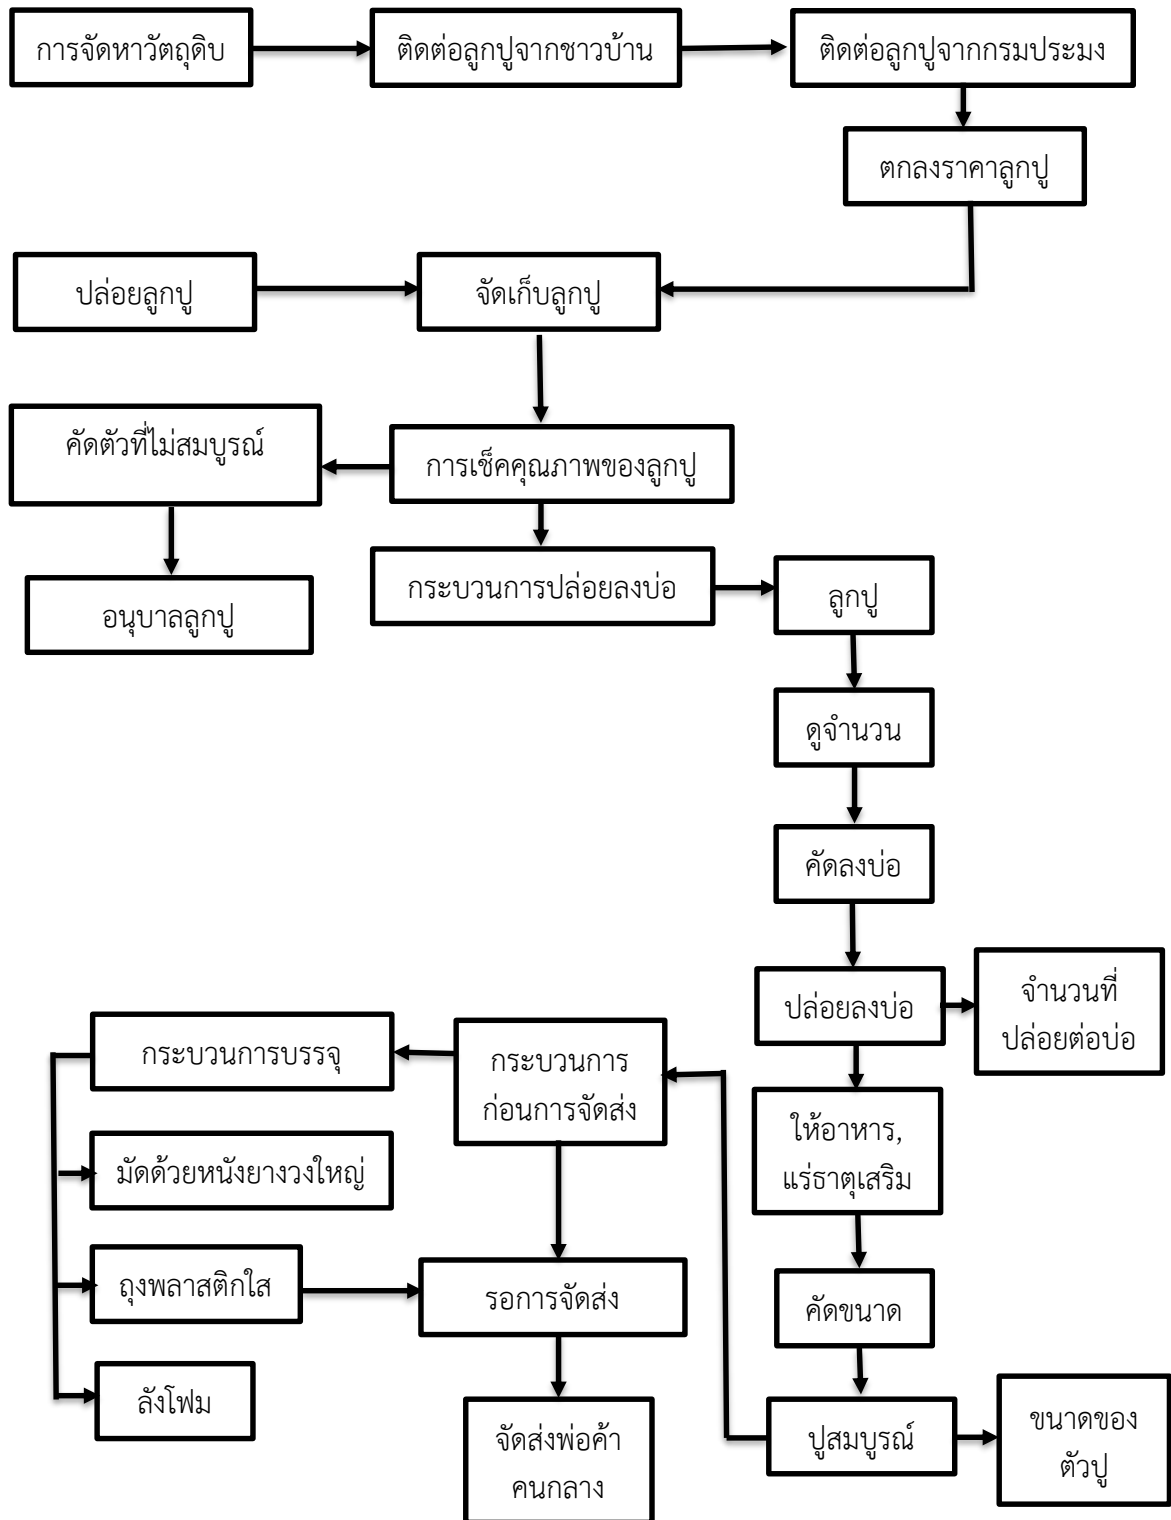 การจัดหาวัตถุดิบ
ติดต่อลูกปูจากชาวบ้าน
ติดต่อลูกปูจากกรมประมง
ตกลงราคาลูกปู
ปล่อยลูกปู
จัดเก็บลูกปู
คัดตัวที่ไม่สมบูรณ์
การเช็คคุณภาพของลูกปู
อนุบาลลูกปู
กระบวนการปล่อยลงบ่อ
ลูกปู
ดูจำนวน
คัดลงบ่อ
ปล่อยลงบ่อ
จำนวนที่
ปล่อยต่อบ่อ
กระบวนการบรรจุ
กระบวนการ
ก่อนการจัดส่ง
ให้อาหาร,
แร่ธาตุเสริม
มัดด้วยหนังยางวงใหญ่
ถุงพลาสติกใส
รอการจัดส่ง
คัดขนาด
ลังโฟม
จัดส่งพ่อค้า
คนกลาง
ปูสมบูรณ์
ขนาดของ
ตัวปู